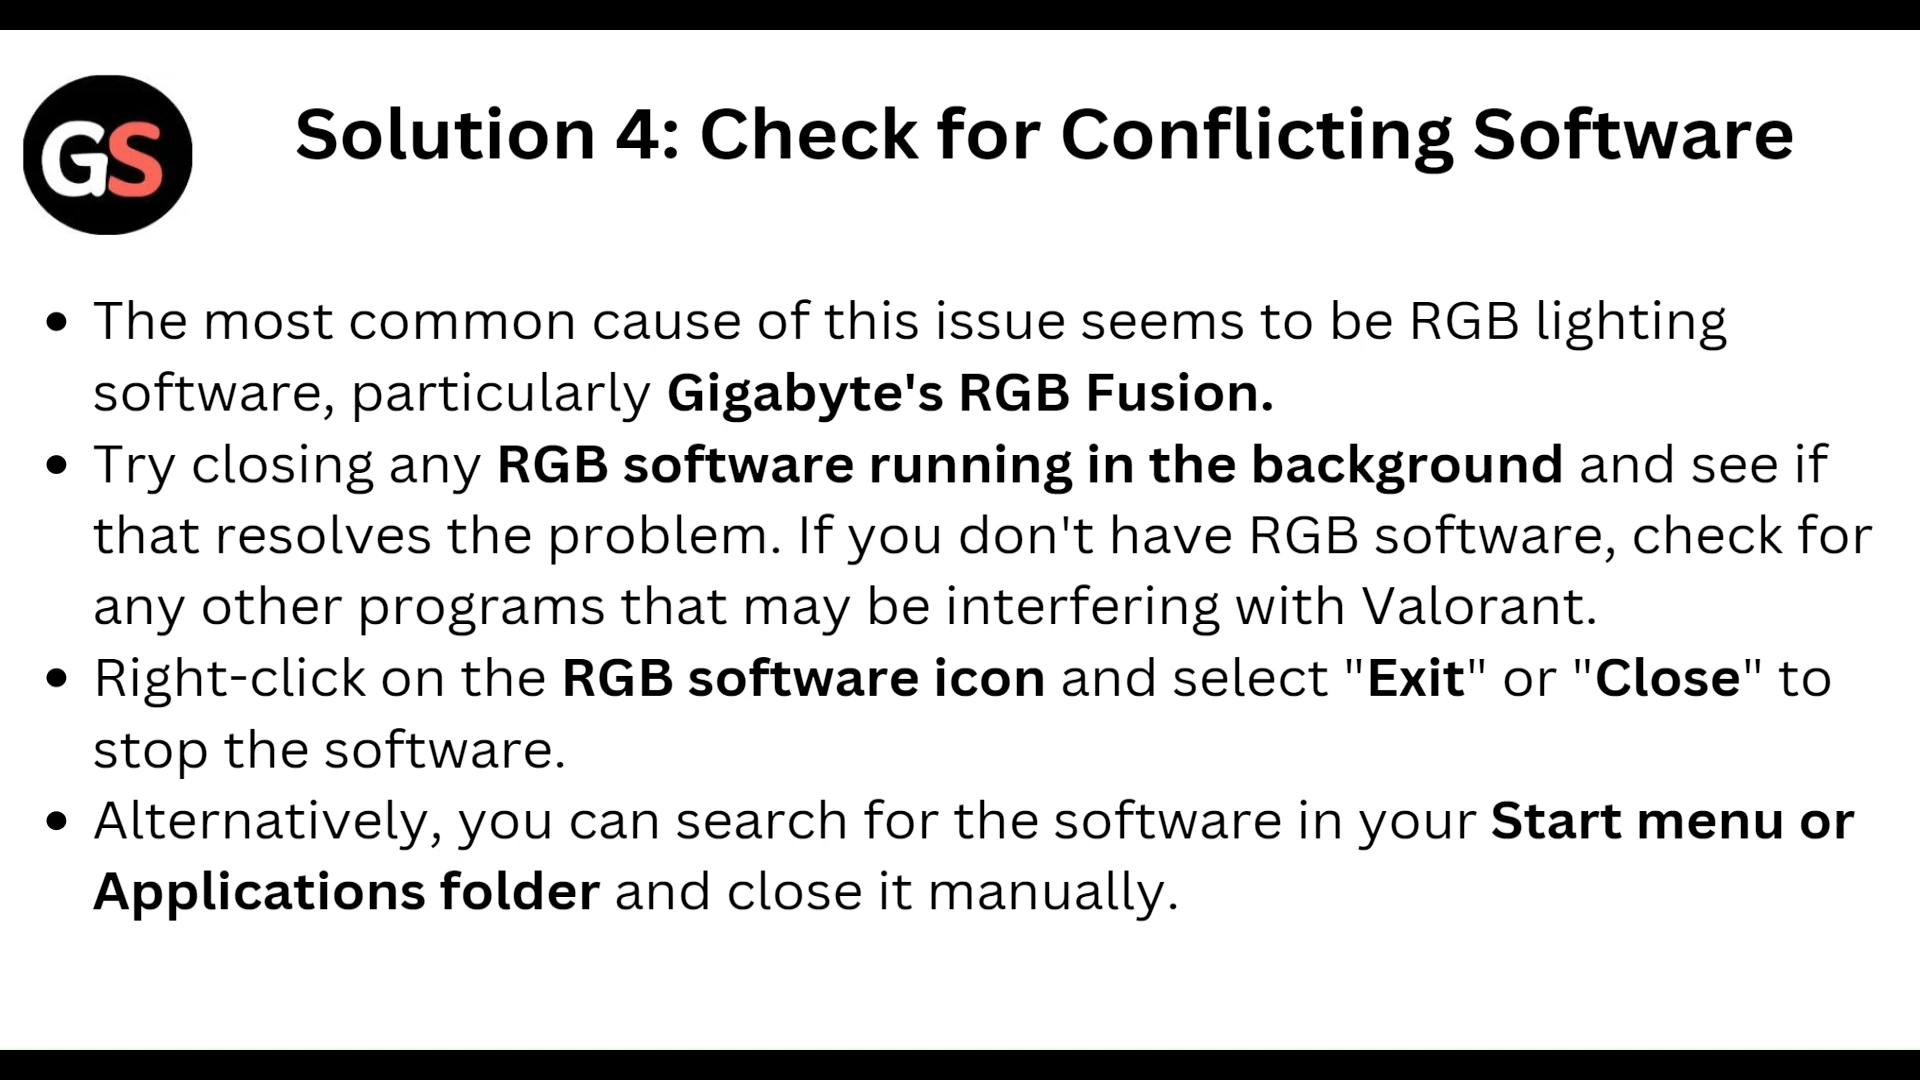 GS
Solution 4: Check for Conflicting Software
• The most common cause of this issue seems to be RGB lighting
software, particularly Gigabyte's RGB Fusion.
• Try closing any RGB software running in the background and see if
that resolves the problem. If you don't have RGB software, check for
any other programs that may be interfering with Valorant.
• Right-click on the RGB software icon and select "Exit" or "Close" to
stop the software.
• Alternatively, you can search for the software in your Start menu or
Applications folder and close it manually.